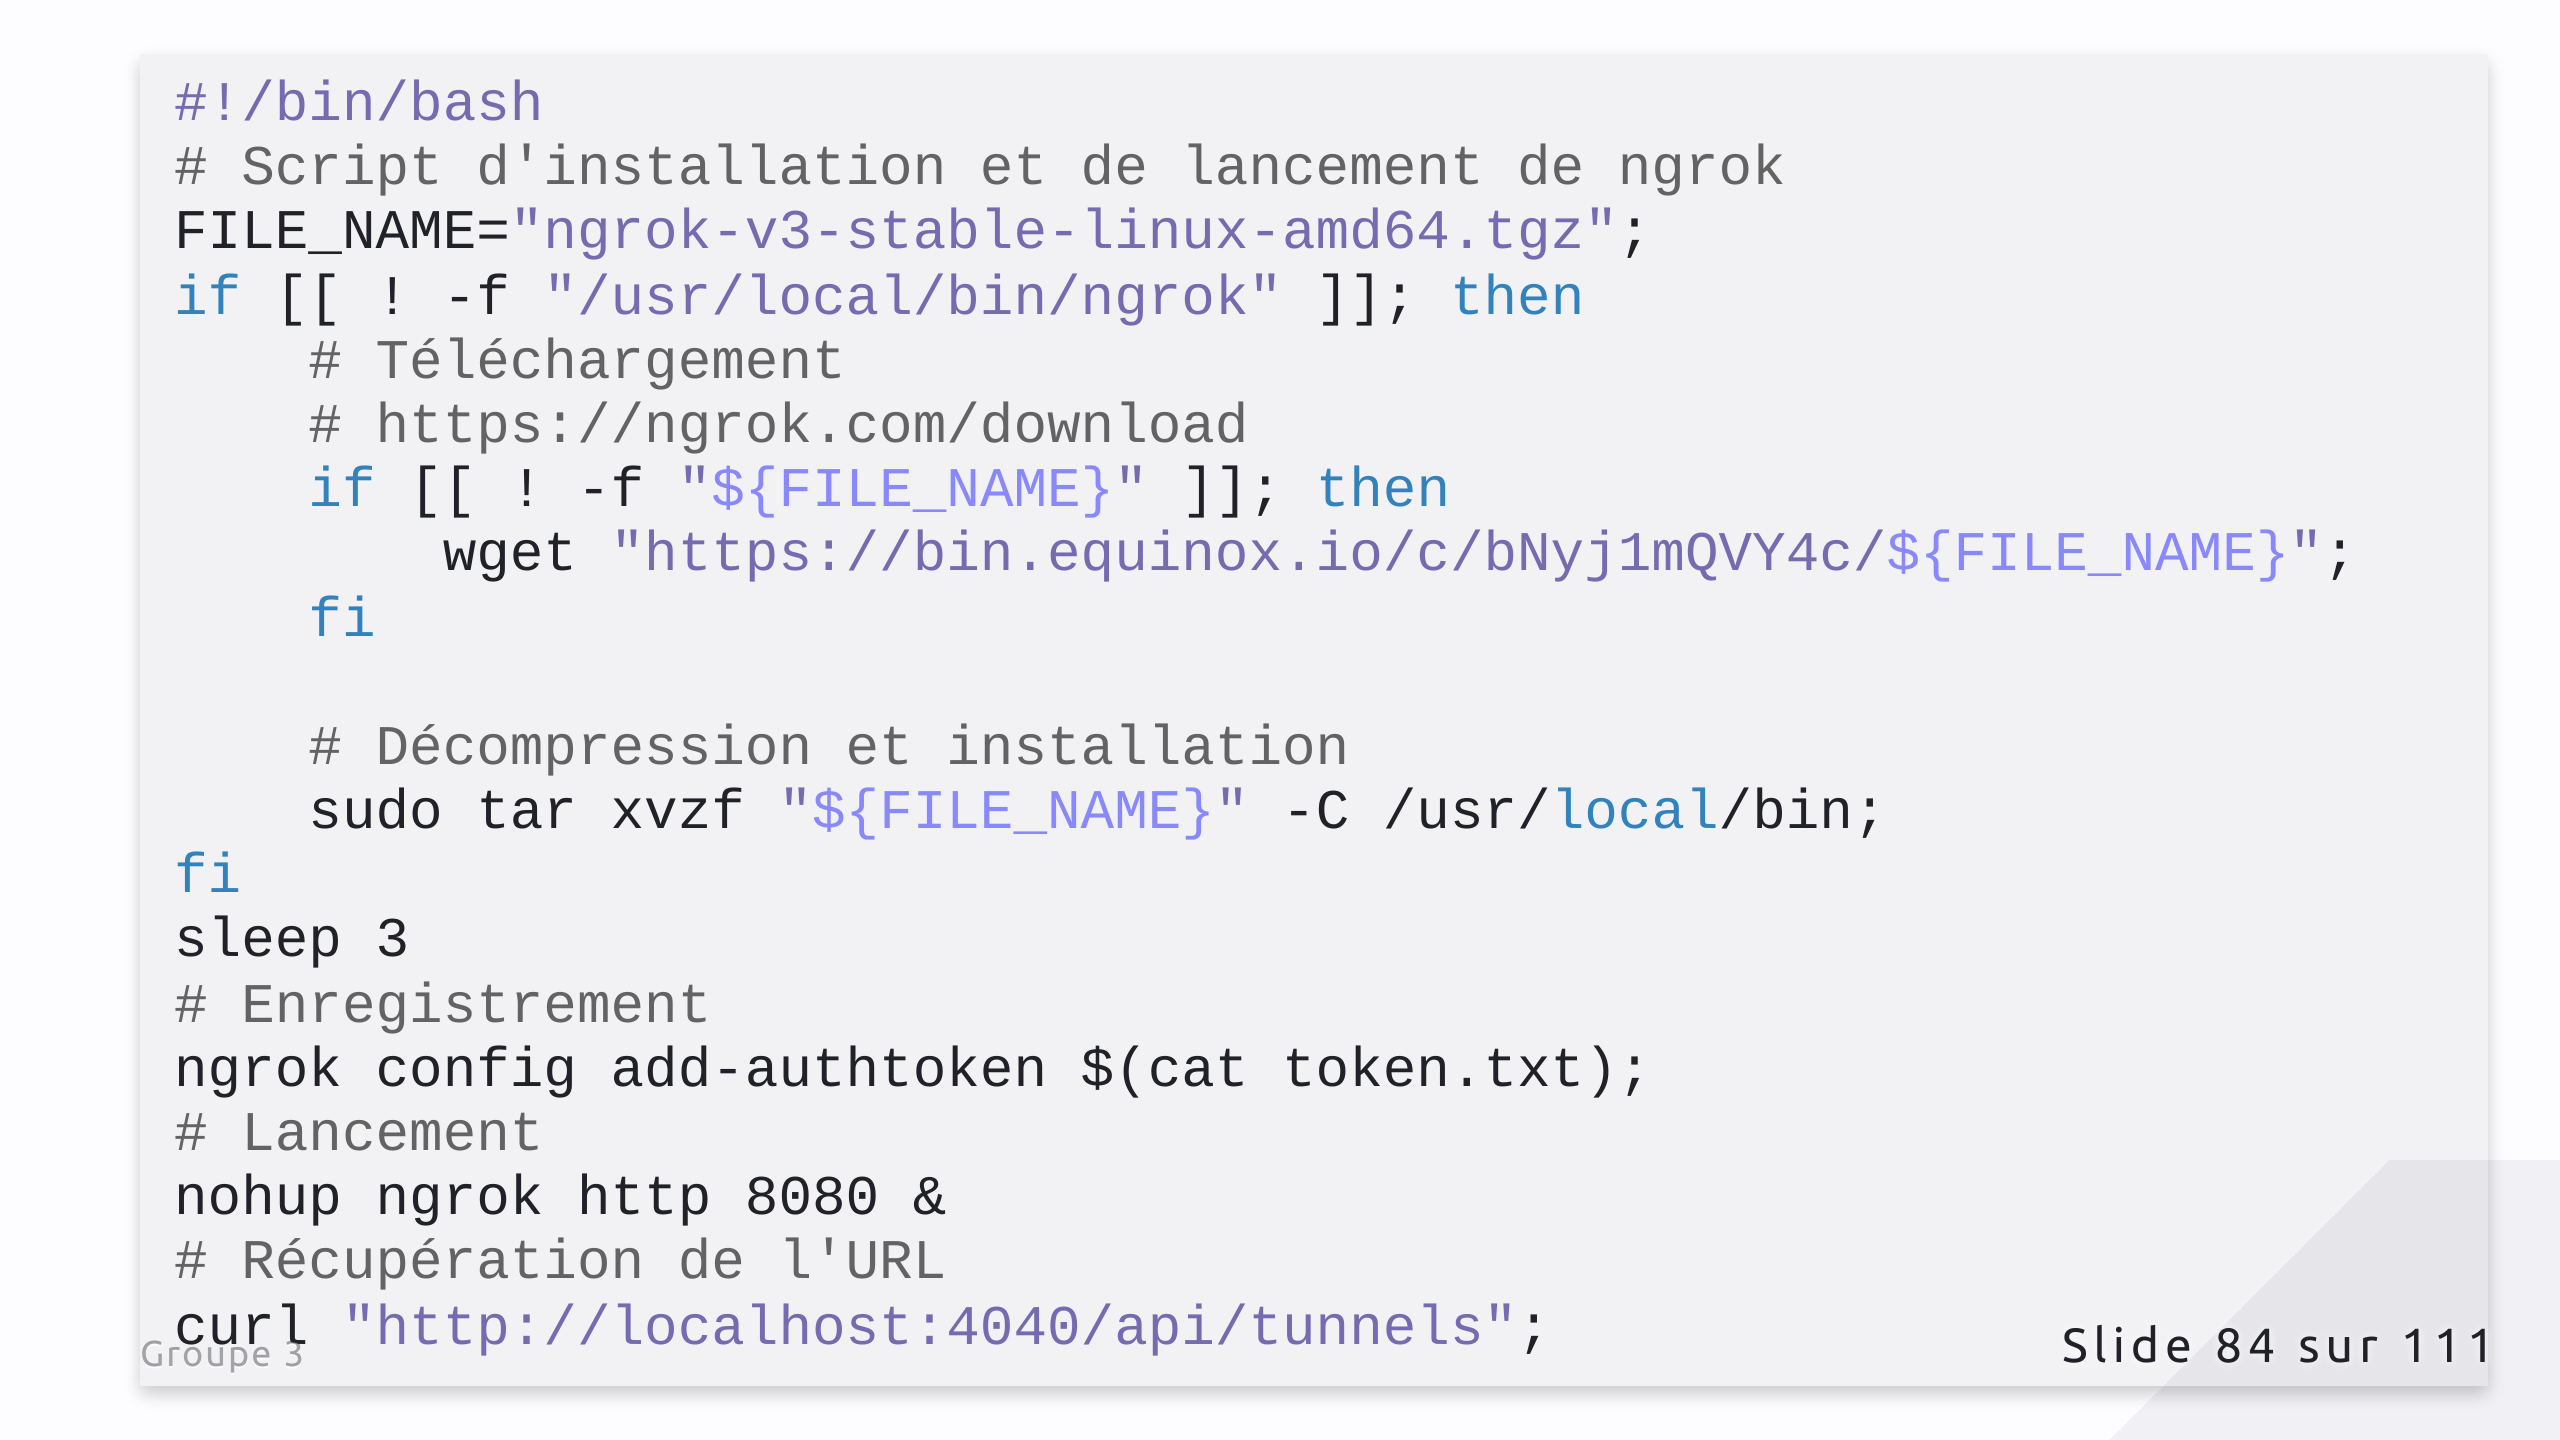 #!/bin/bash
# Script d'installation et de lancement de ngrok
FILE_NAME="ngrok-v3-stable-linux-amd64.tgz";
if [[ ! -f "/usr/local/bin/ngrok" ]]; then
    # Téléchargement
    # https://ngrok.com/download
    if [[ ! -f "${FILE_NAME}" ]]; then
        wget "https://bin.equinox.io/c/bNyj1mQVY4c/${FILE_NAME}";
    fi

    # Décompression et installation
    sudo tar xvzf "${FILE_NAME}" -C /usr/local/bin;
fi
sleep 3
# Enregistrement
ngrok config add-authtoken $(cat token.txt);
# Lancement
nohup ngrok http 8080 &
# Récupération de l'URL
curl "http://localhost:4040/api/tunnels";
Groupe 3
Slide 84 sur 111